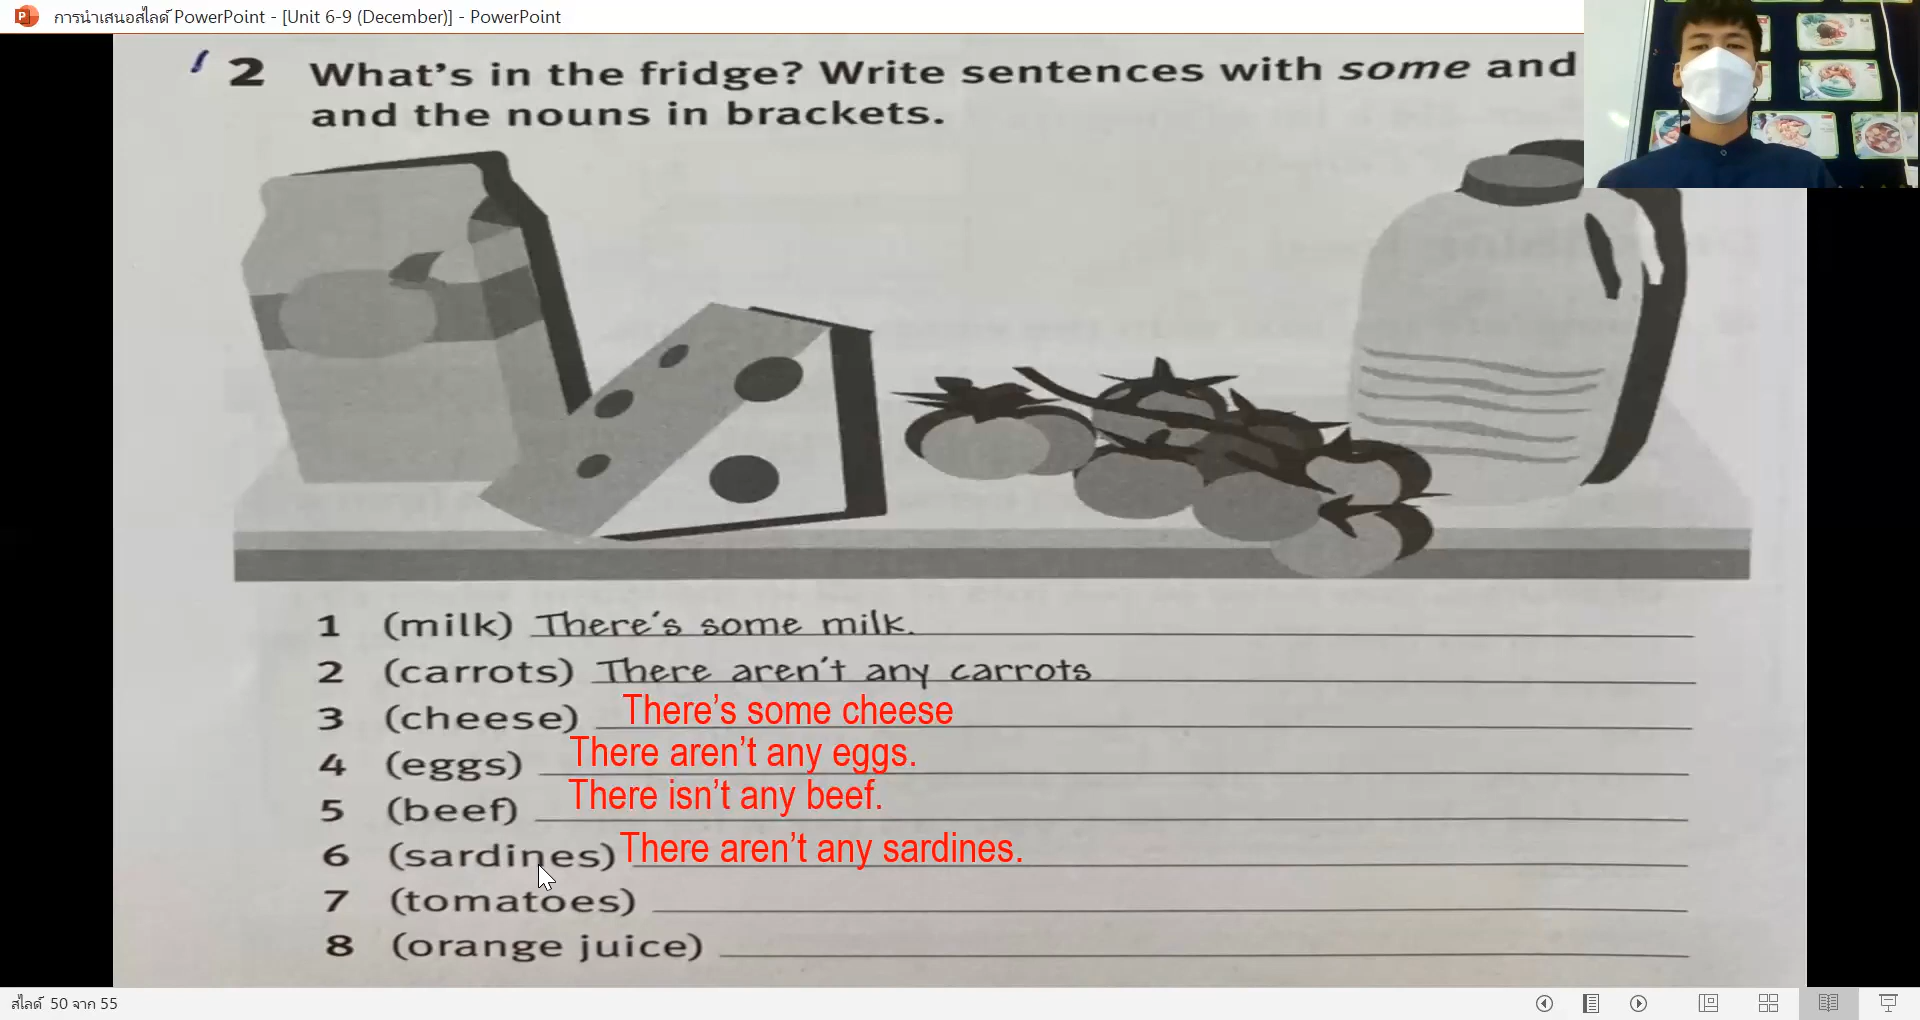 การนำเสนอสไลด์ PowerPoint - [Unit 6-9 (December)] - PowerPoint
2 What's in the fridge? Write sentences with some and
and the nouns in brackets.
1 (milk) There's some milk.
2 (carrots) There aren't any carrots
3 (cheese) There's some cheese
4 (eggs) There aren't any eggs.
5 (beef) There isn't any beef.
6 (sardines) There aren't any sardines.
7 (tomatoes)
8 (orange juice)
สไลด์ 50 จาก 55